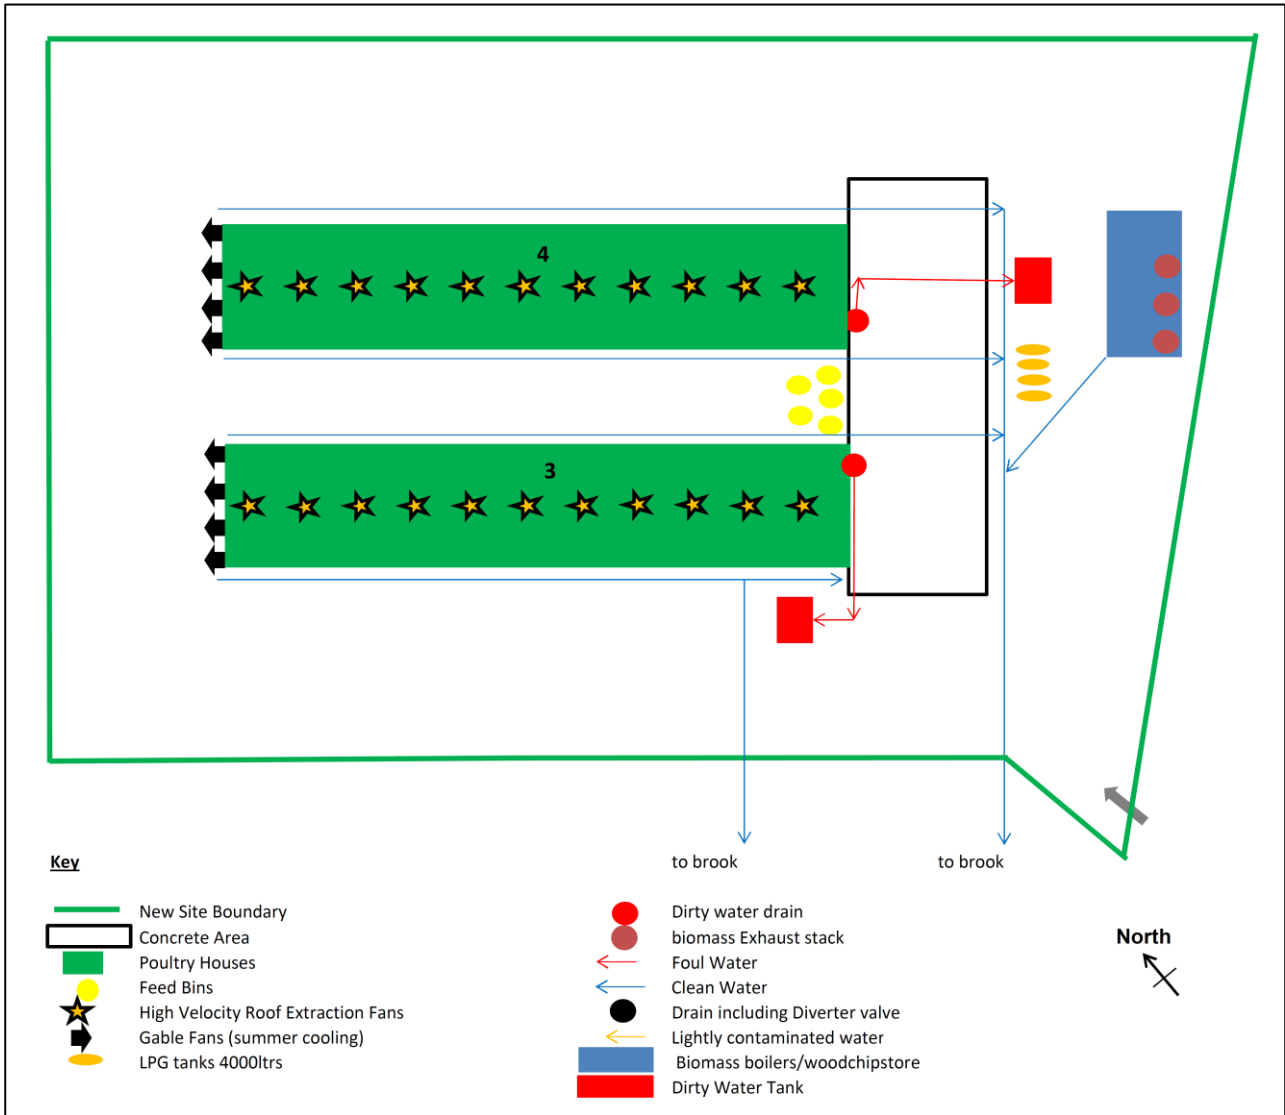 4
3
to brook
to brook
Key
New Site Boundary
Concrete Area
Poultry Houses
Feed Bins
High Velocity Roof Extraction Fans
Gable Fans (summer cooling)
LPG tanks 4000ltrs
Dirty water drain
biomass Exhaust stack
Foul Water
Clean Water
Drain including Diverter valve
Lightly contaminated water
Biomass boilers/woodchipstore
Dirty Water Tank
North